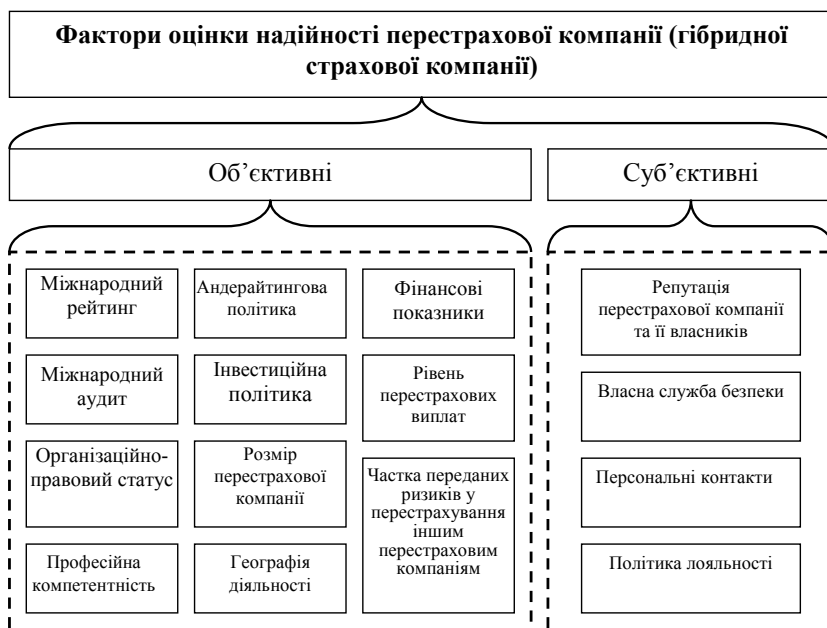 Фактори оцінки надійності перестрахової компанії (гібридної
страхової компанії)
Об’єктивні
Суб’єктивні
Міжнародний
рейтинг
Андерайтингова
політика
Фінансові
показники
Міжнародний
аудит
Інвестиційна
політика
Рівень
перестрахових
виплат
Організаційно-
правовий статус
Розмір
перестрахової
компанії
Частка переданих
ризиків у
перестрахування
іншим
перестраховим
компаніям
Професійна
компетентність
Географія
діяльності
Репутація
перестрахової компанії
та її власників
Власна служба безпеки
Персональні контакти
Політика лояльності